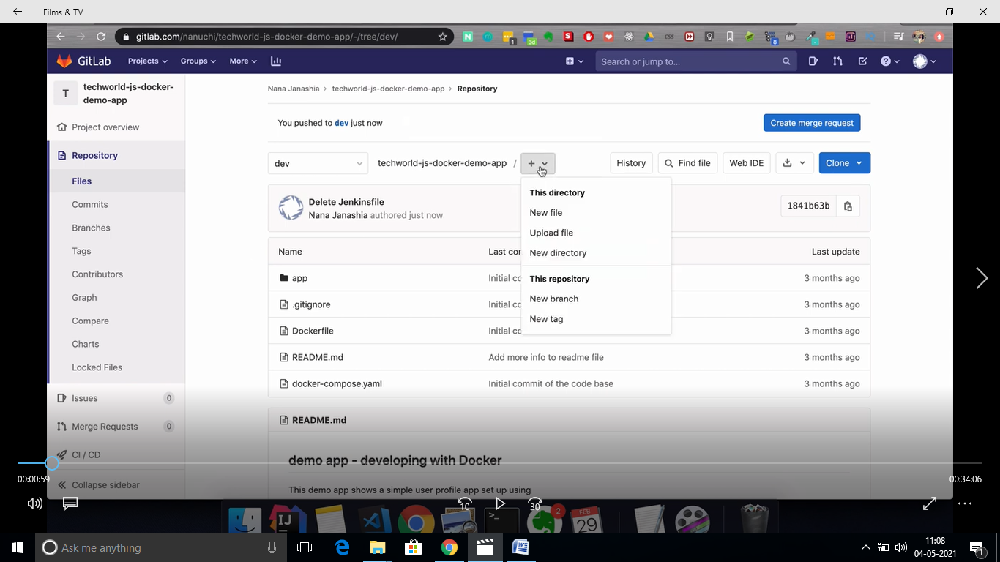 Films & TV
gitlab.com/nanuchi/techworld-js-docker-demo-app/-/tree/dev/
1
3d
S
css
8
GitLab
Projects
Groups
More
Search or jump to...
T
techworld-js-docker-
demo-app
Project overview
Repository
Files
Commits
Branches
Tags
Contributors
Graph
Compare
Charts
Locked Files
Issues 0
Merge Requests 0
CI / CD
Collapse sidebar
Nana Janashia › techworld-js-docker-demo-app › Repository
You pushed to dev just now
Create merge request
dev
techworld-js-docker-demo-app / +
History
Find file
Web IDE
Clone
Delete Jenkinsfile
Nana Janashia authored just now
1841b63b
This directory
New file
Upload file
New directory
This repository
New branch
New tag
Name Last com Last update
app Initial cc 3 months ago
.gitignore Initial cc 3 months ago
Dockerfile Initial cc 3 months ago
README.md Add more info to readme file 3 months ago
docker-compose.yaml Initial commit of the code base 3 months ago
README.md
demo app - developing with Docker
This demo app shows a simple user profile app set up using
00:00:59
00:34:06
10
30
IJ
2
FEB
29
Ask me anything
11:08
04-05-2021
1